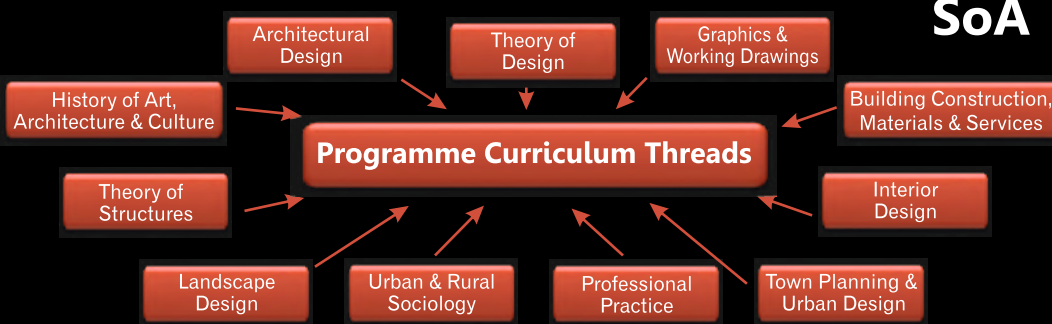 SoA
Architectural
Design
Theory of
Design
Graphics &
Working Drawings
History of Art,
Architecture & Culture
Building Construction,
Materials & Services
Programme Curriculum Threads
Theory of
Structures
Interior
Design
Landscape
Design
Urban & Rural
Sociology
Professional
Practice
Town Planning &
Urban Design